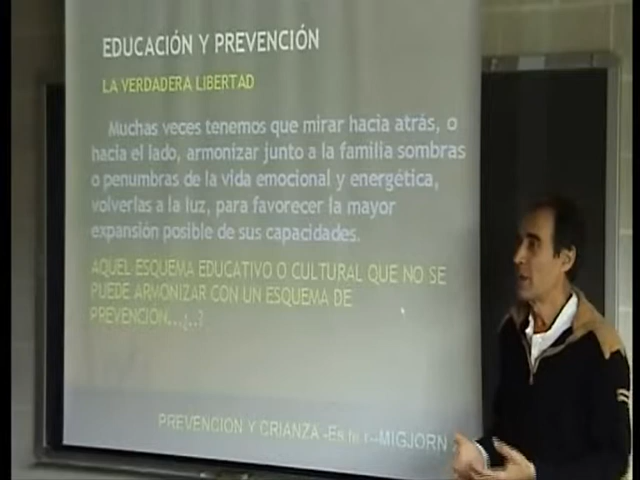 EDUCACIÓN Y PREVENCIÓN
LA VERDADERA LIBERTAD
Muchas veces tenemos que mirar hacia atrás, o
hacia el lado, armonizar junto a la familia sombras
o penumbras de la vida emocional y energética,
volverlas a la luz, para favorecer la mayor
expansión posible de sus capacidades.
AQUEL ESQUEMA EDUCATIVO O CULTURAL QUE NO SE
PUEDE ARMONIZAR CON UN ESQUEMA DE
PREVENCIÓN...¿..?
PREVENCION Y CRIANZA MIGJORN